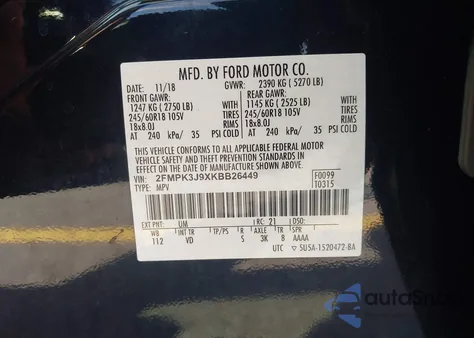 MFD. BY FORD MOTOR CO.
DATE: 11/18 GVWR: 2390 KG ( 5270 LB)
FRONT GAWR: REAR GAWR:
1247 KG ( 2750 LB) WITH 1145 KG ( 2525 LB) WITH
245/60R18 105V TIRES 245/60R18 105V TIRES
18x8.0J RIMS 18x8.0J RIMS
AT 240 kPa/ 35 PSI COLD AT 240 kPa/ 35 PSI COLD
THIS VEHICLE CONFORMS TO ALL APPLICABLE FEDERAL
MOTOR VEHICLE SAFETY AND THEFT PREVENTION STANDARDS IN
EFFECT ON THE DATE OF MANUFACTURE SHOWN ABOVE.
VIN: 2FMPK3J9XKBB26449 F0099
TYPE: MPV T0315
EXT PNT: UM RC: 21 DSO:
WB INT TR TP/PS R AXLE TR SPR
112 VD 5 3K B AAAA
UTC 5U5A-1520472-BA